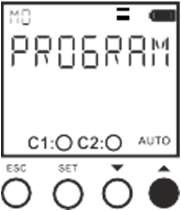 MO
PROGRAM
C1:○ C2:○ AUTO
ESC SET ▼ ▲